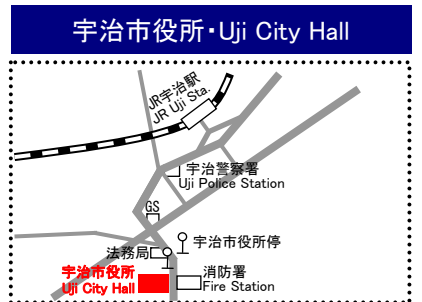 宇治市役所・Uji City Hall
JR宇治駅
JR Uji Sta.
宇治警察署
Uji Police Station
GS
宇治市役所停
法務局
宇治市役所
Uji City Hall
消防署
Fire Station